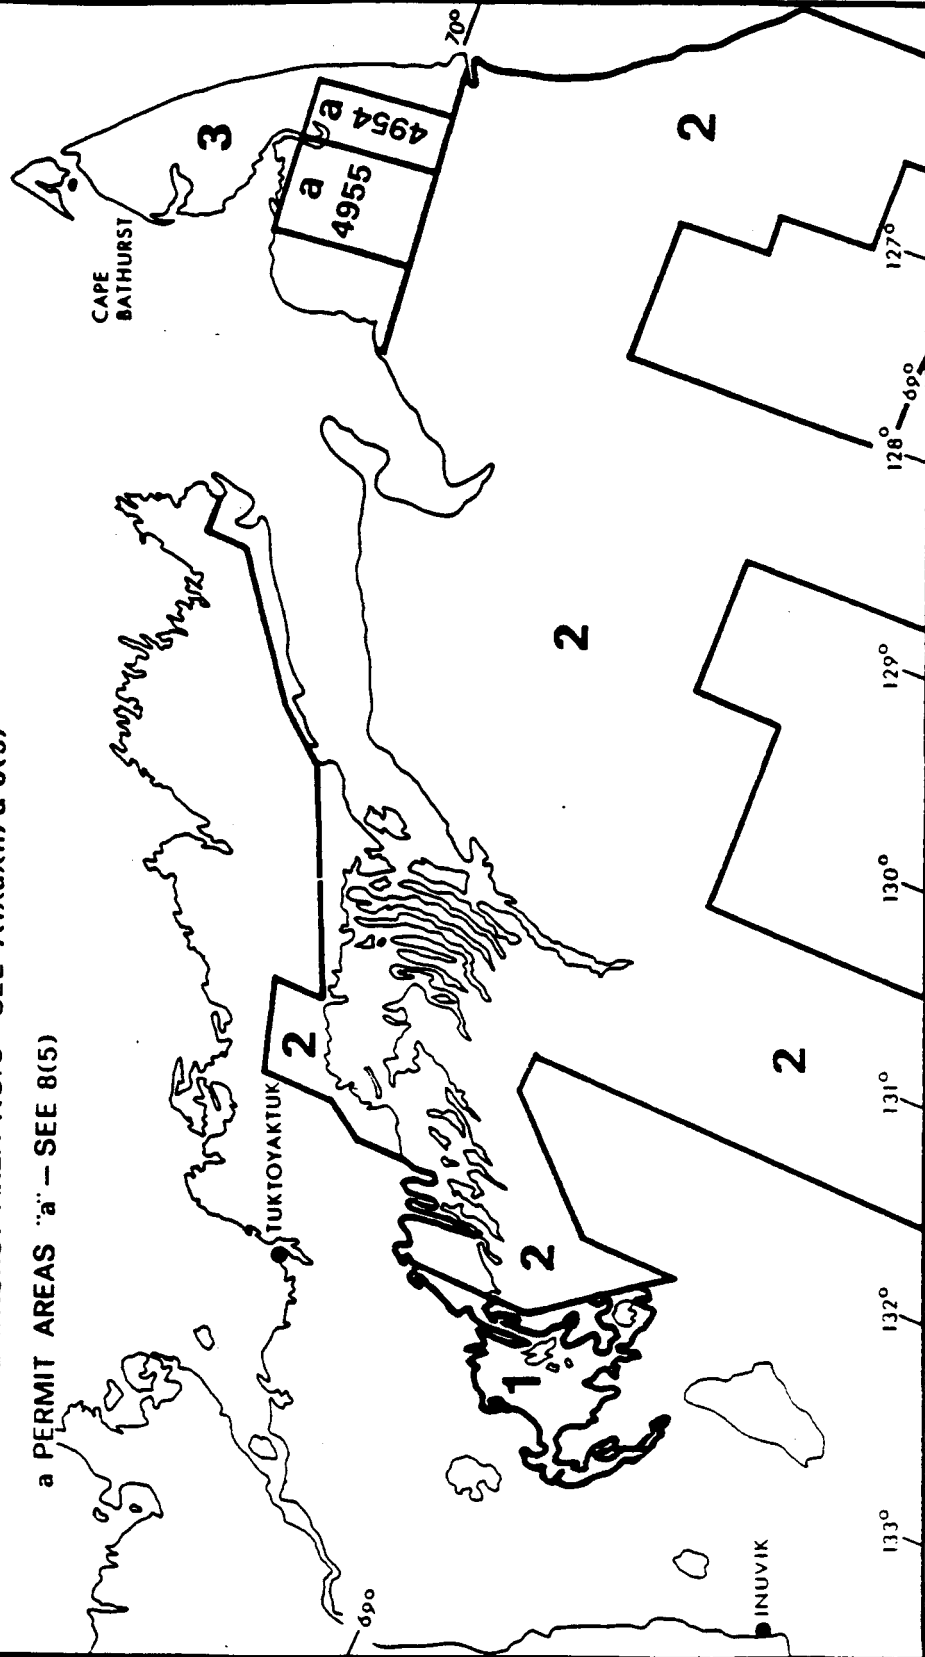 a PERMIT AREAS "a" — SEE 8(5)
CAPE
BATHURST
3
a
4954
a
4955
70°
2
2
2
2
2
1
TUKTOYAKTUK
INUVIK
69°
69°
127°
128°
129°
130°
131°
132°
133°